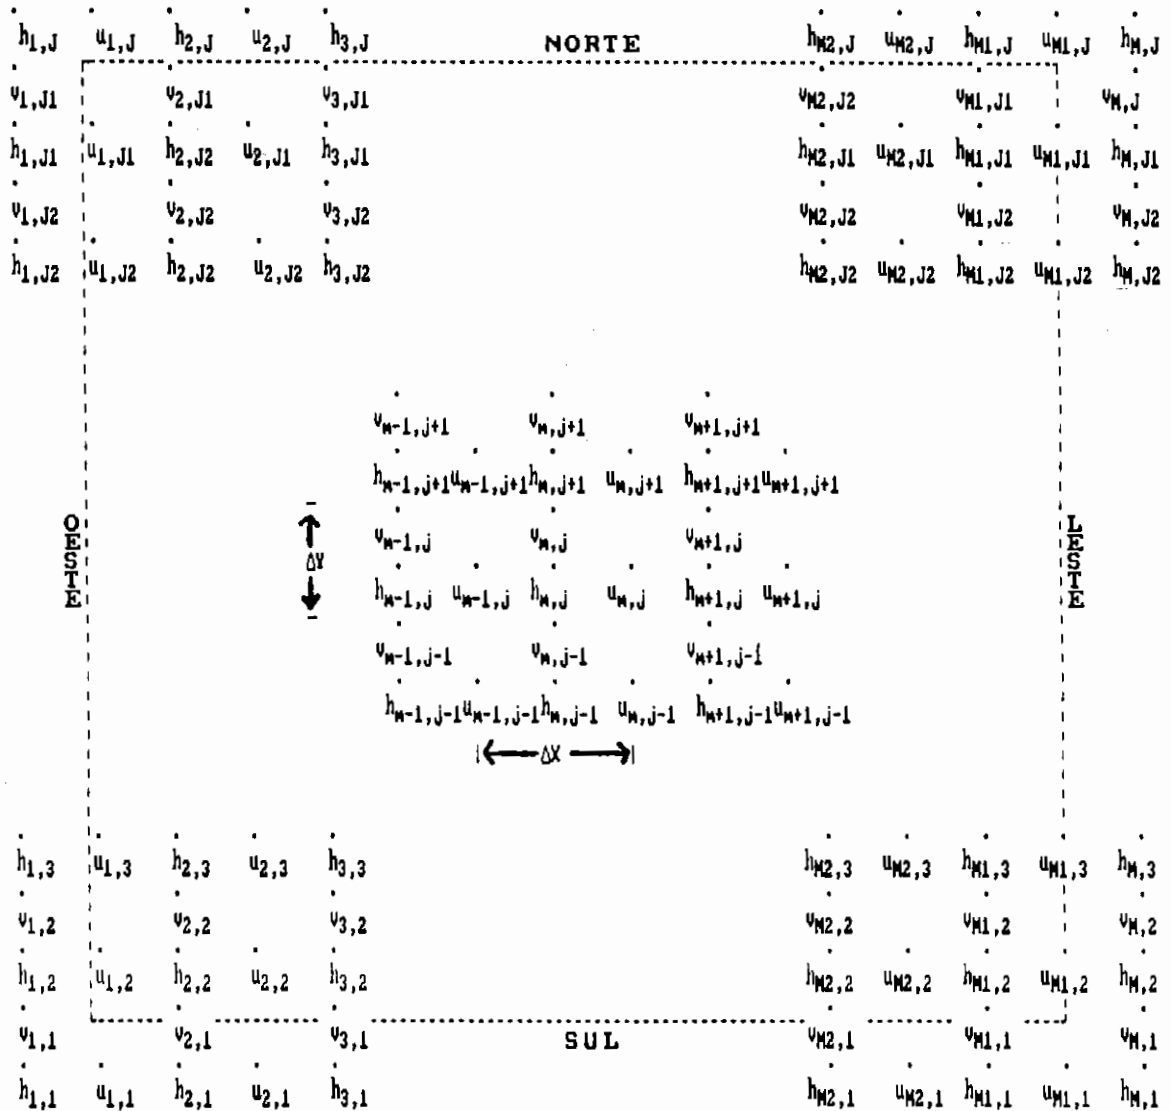 h1,J u1,J h2,J u2,J h3,J NORTE hM2,J uM2,J hM1,J uM1,J hM,J
v1,J1 v2,J1 v3,J1 vM2,J2 vM1,J1 vM,J
h1,J1 u1,J1 h2,J2 u2,J1 h3,J1 hM2,J1 uM2,J1 hM1,J1 uM1,J1 hM,J1
v1,J2 v2,J2 v3,J2 vM2,J2 vM1,J2 vM,J2
h1,J2 u1,J2 h2,J2 u2,J2 h3,J2 hM2,J2 uM2,J2 hM1,J2 uM1,J2 hM,J2
vM-1,j+1 vM,j+1 vM+1,j+1
hM-1,j+1 uM-1,j+1 hM,j+1 uM,j+1 hM+1,j+1 uM+1,j+1
OESTE
ΔY
vM-1,j vM,j vM+1,j
LESTE
hM-1,j uM-1,j hM,j uM,j hM+1,j uM+1,j
vM-1,j-1 vM,j-1 vM+1,j-1
hM-1,j-1 uM-1,j-1 hM,j-1 uM,j-1 hM+1,j-1 uM+1,j-1
ΔX
h1,3 u1,3 h2,3 u2,3 h3,3 hM2,3 uM2,3 hM1,3 uM1,3 hM,3
v1,2 v2,2 v3,2 vM2,2 vM1,2 vM,2
h1,2 u1,2 h2,2 u2,2 h3,2 hM2,2 uM2,2 hM1,2 uM1,2 hM,2
v1,1 v2,1 v3,1 SUL vM2,1 vM1,1 vM,1
h1,1 u1,1 h2,1 u2,1 h3,1 hM2,1 uM2,1 hM1,1 uM1,1 hM,1